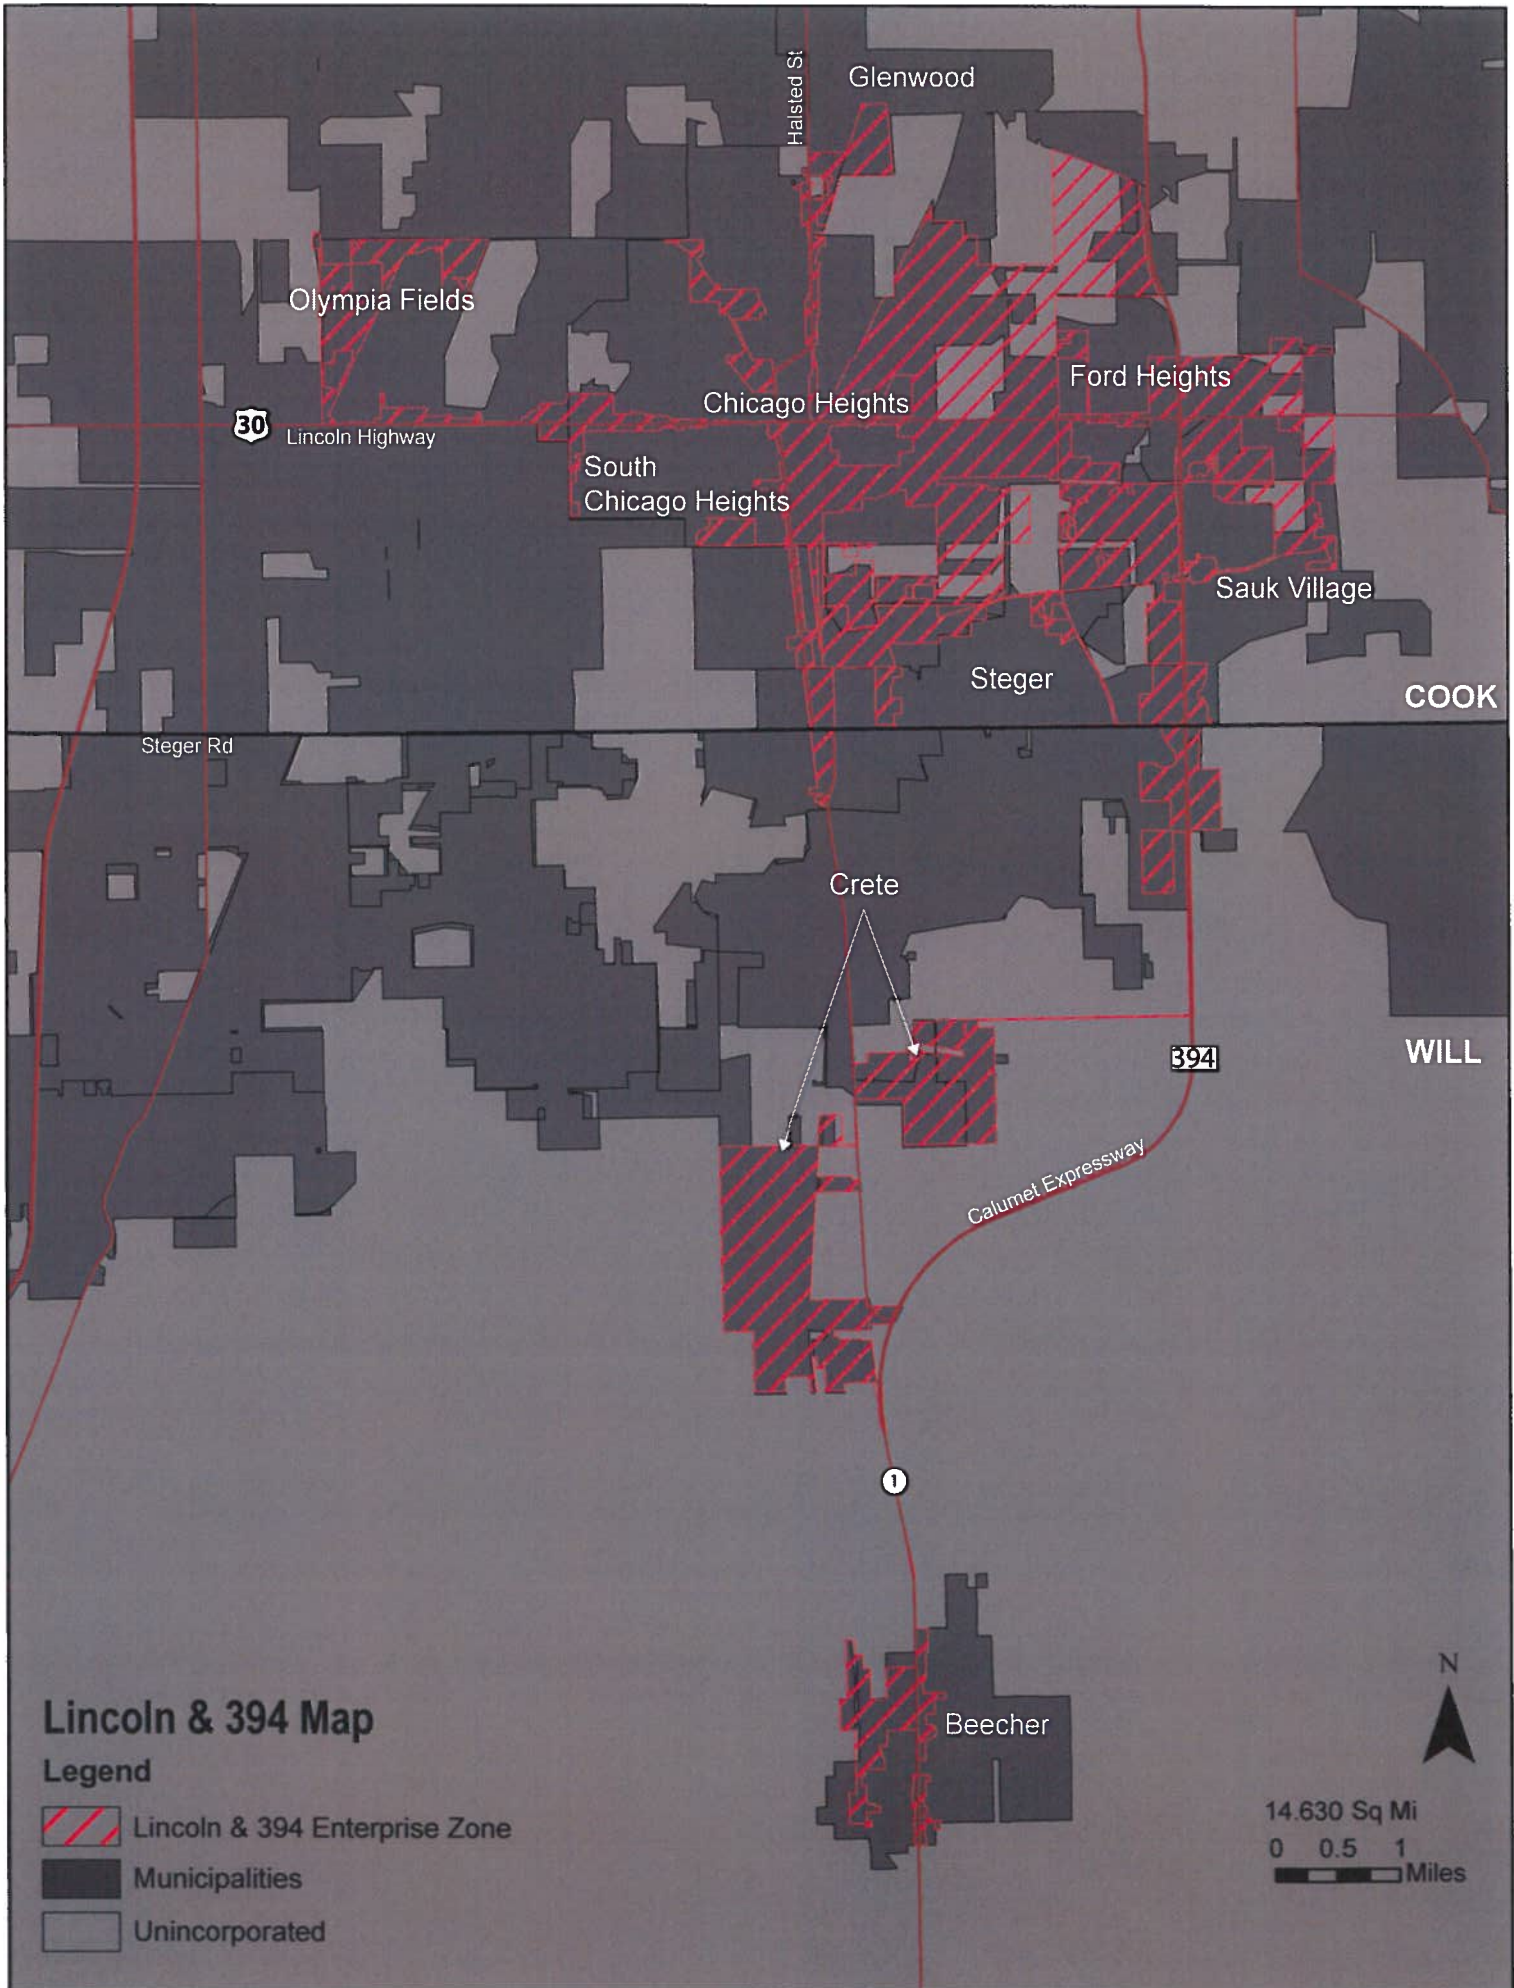 Halsted St
Glenwood
Olympia Fields
Ford Heights
Chicago Heights
30
Lincoln Highway
South
Chicago Heights
Sauk Village
Steger
COOK
Steger Rd
Crete
WILL
394
Calumet Expressway
1
N
Lincoln & 394 Map
Beecher
Legend
14.630 Sq Mi
Lincoln & 394 Enterprise Zone
0 0.5 1
Miles
Municipalities
Unincorporated